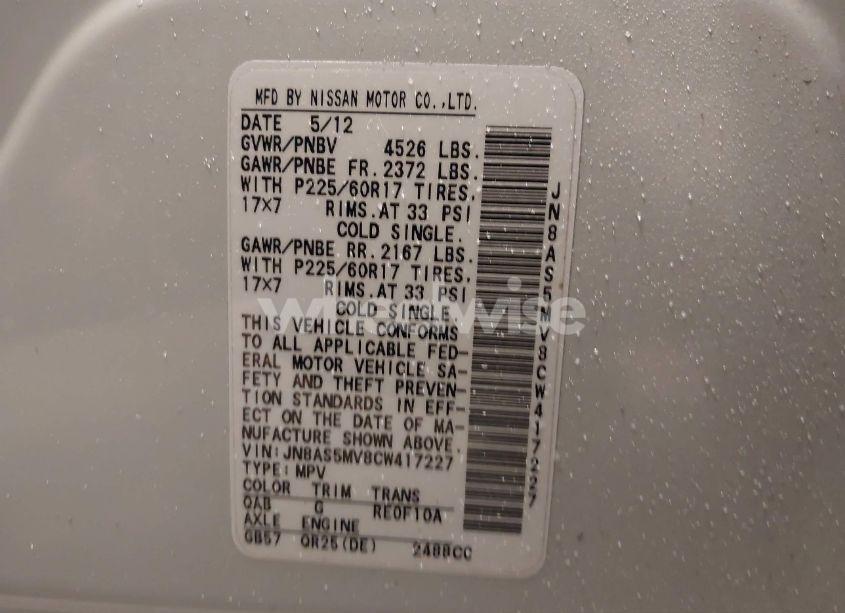 MFD BY NISSAN MOTOR CO.,LTD.
DATE 5/12
GVWR/PNBV 4526 LBS.
GAWR/PNBE FR. 2372 LBS.
WITH P225/60R17 TIRES,
17×7 RIMS.AT 33 PSI
COLD SINGLE.
GAWR/PNBE RR. 2167 LBS.
WITH P225/60R17 TIRES,
17×7 RIMS.AT 33 PSI
COLD SINGLE.
THIS VEHICLE CONFORMS
TO ALL APPLICABLE FED-
ERAL MOTOR VEHICLE SA-
FETY AND THEFT PREVEN-
TION STANDARDS IN EFF-
ECT ON THE DATE OF MA-
NUFACTURE SHOWN ABOVE.
VIN:JN8AS5MV8CW417227
TYPE:MPV
COLOR TRIM TRANS
QAB G RE0F10A
AXLE ENGINE
GB57 QR25(DE) 2488CC
JN8AS5MV8CW417227
wheelwise